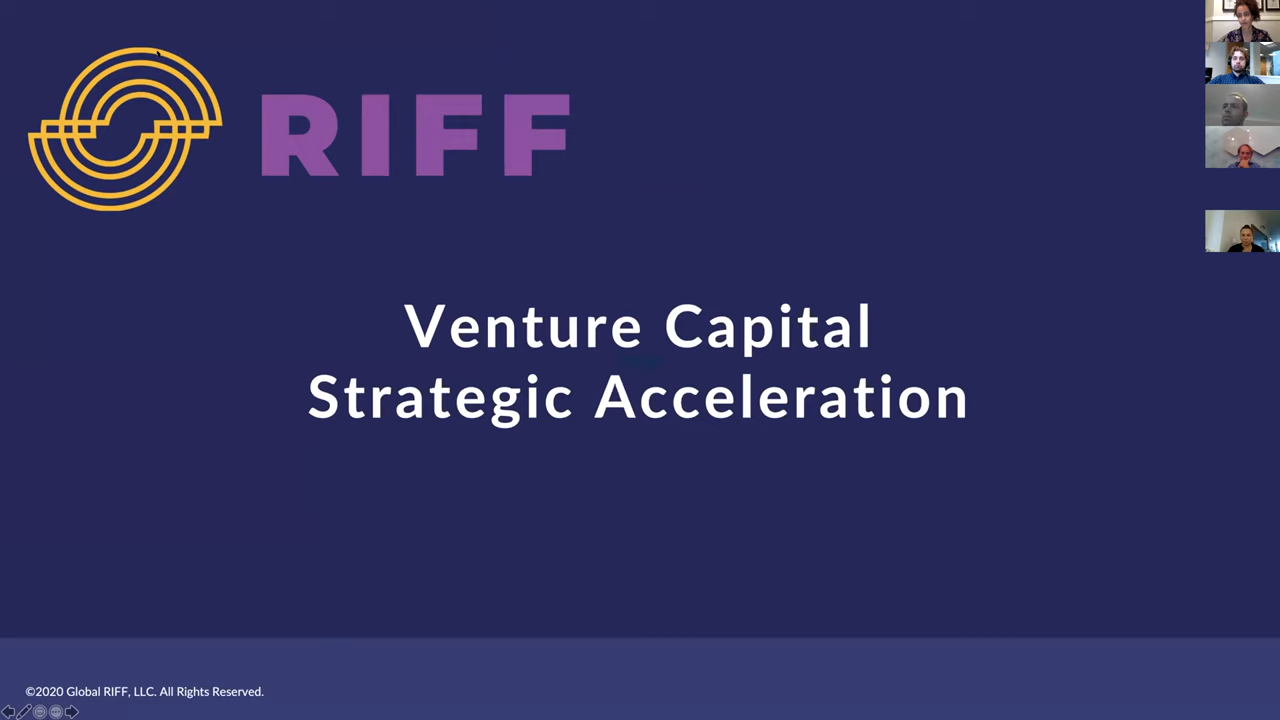 RIFF
Venture Capital
Strategic Acceleration
©2020 Global RIFF, LLC. All Rights Reserved.